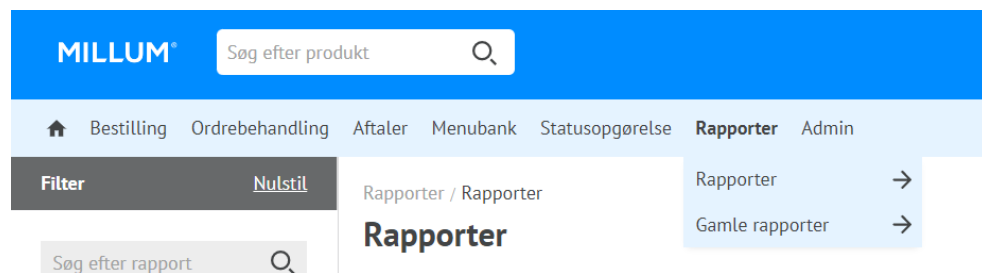 MILLUM®
Søg efter produkt
Bestilling Ordrebehandling Aftaler Menubank Statusopgørelse Rapporter Admin
Filter Nulstil
Søg efter rapport
Rapporter / Rapporter
Rapporter
Rapporter
Gamle rapporter